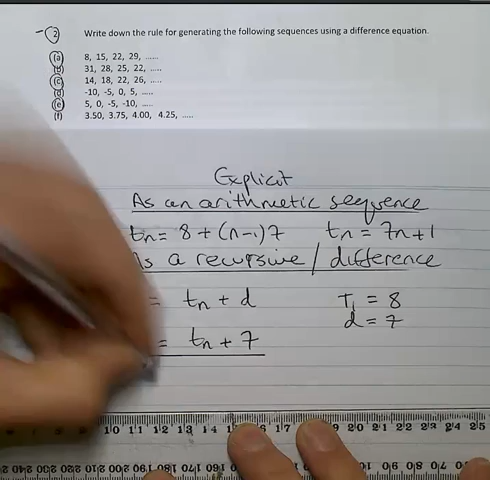 2 Write down the rule for generating the following sequences using a difference equation.
(a) 8, 15, 22, 29, ......
(b) 31, 28, 25, 22, .....
(c) 14, 18, 22, 26, .....
(d) -10, -5, 0, 5, .....
(e) 5, 0, -5, -10, .....
(f) 3.50, 3.75, 4.00, 4.25, .....
Explicit
As an arithmetic sequence
tn = 8 + (n-1)7 tn = 7n+1
As a recursive / difference
= tn + d T1 = 8
d = 7
= tn + 7
10 11 12 13 14 17 19 20 21 22 23 24 25